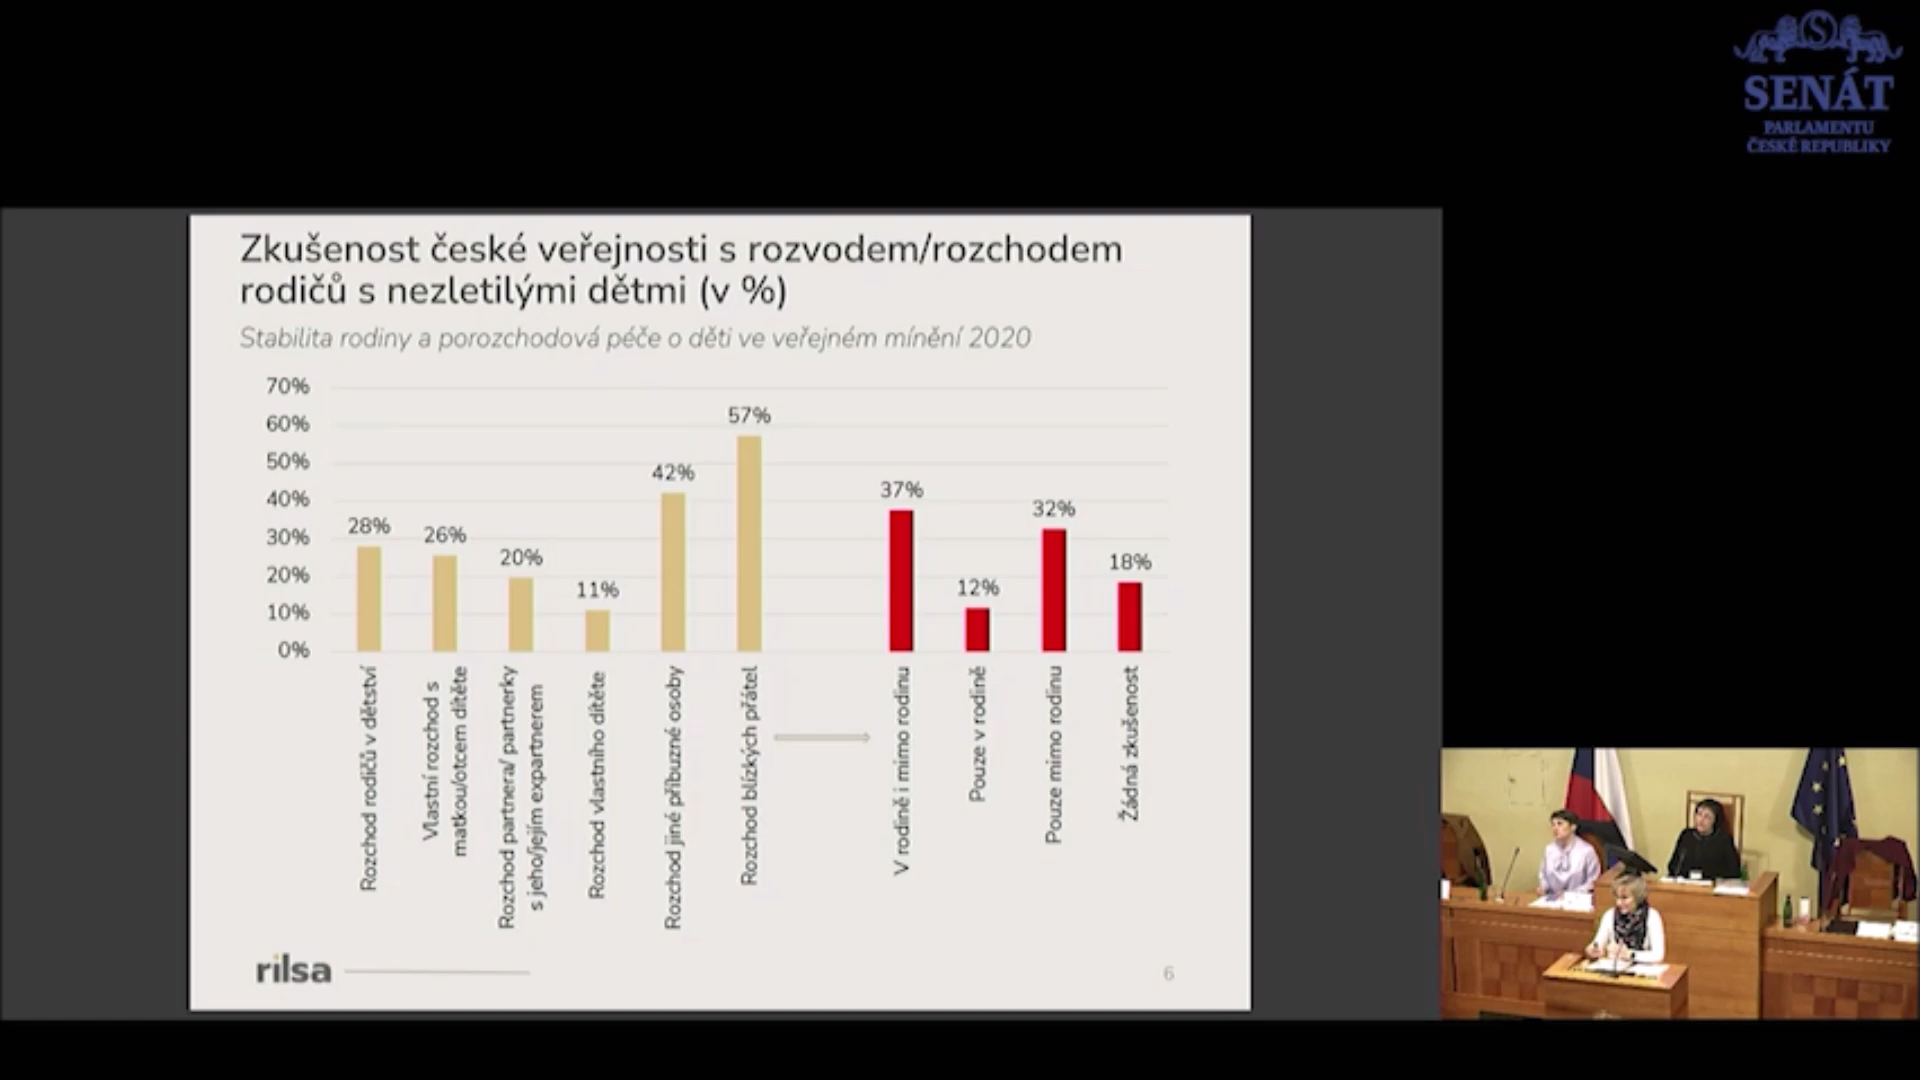 SENÁT
PARLAMENTU
ČESKÉ REPUBLIKY
Zkušenost české veřejnosti s rozvodem/rozchodem
rodičů s nezletilými dětmi (v %)
Stabilita rodiny a porozchodová péče o děti ve veřejném mínění 2020
70%
60%
50%
40%
30%
20%
10%
0%
28%
26%
20%
11%
42%
57%
37%
12%
32%
18%
Rozchod rodičů v dětství
Vlastní rozchod s
matkou/otcem dítěte
Rozchod partnera/ partnerky
s jeho/jejím expartnerem
Rozchod vlastního dítěte
Rozchod jiné příbuzné osoby
Rozchod blízkých přátel
V rodině i mimo rodinu
Pouze v rodině
Pouze mimo rodinu
Žádná zkušenost
rilsa
6